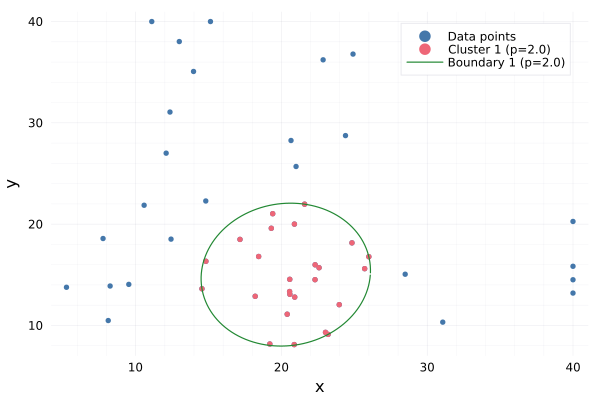 40
Data points
Cluster 1 (p=2.0)
Boundary 1 (p=2.0)
30
y
20
10
10 20 30 40
x